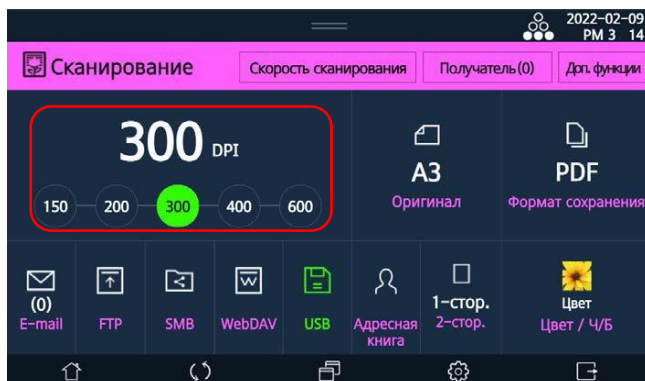 2022-02-09
PM 3 14
Сканирование
Скорость сканирования
Получатель(0)
Доп. функции
300 DPI
150
200
300
400
600
A3
Оригинал
PDF
Формат сохранения
(0)
E-mail
FTP
SMB
WebDAV
USB
Адресная
книга
1-стор.
2-стор.
Цвет
Цвет / Ч/Б